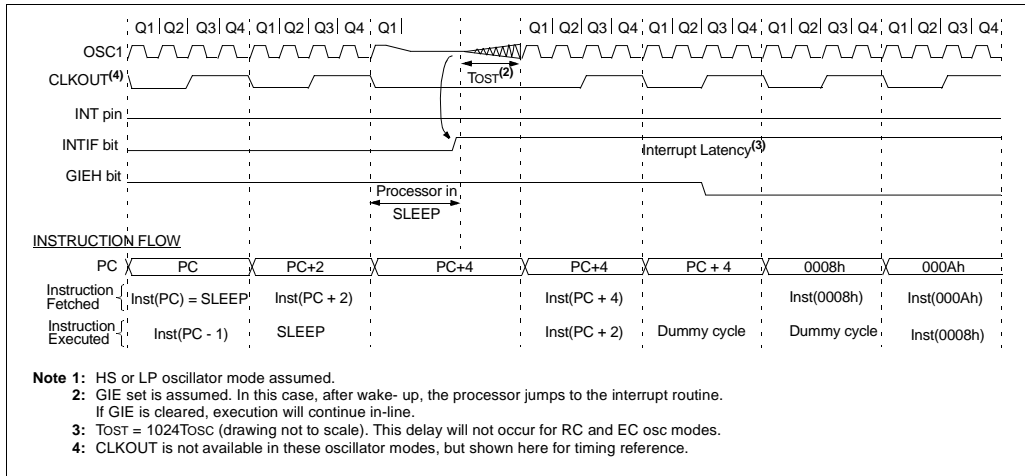 Q1 Q2 Q3 Q4 Q1 Q2 Q3 Q4 Q1 Q1 Q2 Q3 Q4 Q1 Q2 Q3 Q4 Q1 Q2 Q3 Q4 Q1 Q2 Q3 Q4
OSC1
TOST(2)
CLKOUT(4)
INT pin
INTIF bit
Interrupt Latency(3)
GIEH bit
Processor in
SLEEP
INSTRUCTION FLOW
PC PC PC+2 PC+4 PC+4 PC + 4 0008h 000Ah
Instruction
Fetched
Inst(PC) = SLEEP Inst(PC + 2) Inst(PC + 4) Inst(0008h) Inst(000Ah)
Instruction
Executed
Inst(PC - 1) SLEEP Inst(PC + 2) Dummy cycle Dummy cycle Inst(0008h)
Note 1: HS or LP oscillator mode assumed.
2: GIE set is assumed. In this case, after wake- up, the processor jumps to the interrupt routine.
If GIE is cleared, execution will continue in-line.
3: TOST = 1024TOSC (drawing not to scale). This delay will not occur for RC and EC osc modes.
4: CLKOUT is not available in these oscillator modes, but shown here for timing reference.